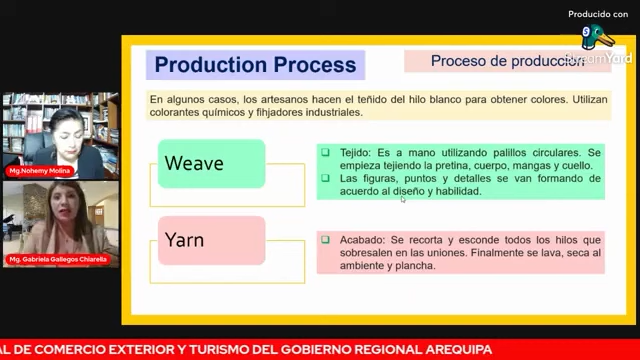 Producido con
StreamYard
Production Process
Proceso de producción
En algunos casos, los artesanos hacen el teñido del hilo blanco para obtener colores. Utilizan
colorantes químicos y fihjadores industriales.
Weave
Tejido: Es a mano utilizando palillos circulares. Se
empieza tejiendo la pretina, cuerpo, mangas y cuello.
Las figuras, puntos y detalles se van formando de
acuerdo al diseño y habilidad.
Mg.Nohemy Molina
Yarn
Acabado: Se recorta y esconde todos los hilos que
sobresalen en las uniones. Finalmente se lava, seca al
ambiente y plancha.
Mg. Gabriela Gallegos Chiarella
AL DE COMERCIO EXTERIOR Y TURISMO DEL GOBIERNO REGIONAL AREQUIPA